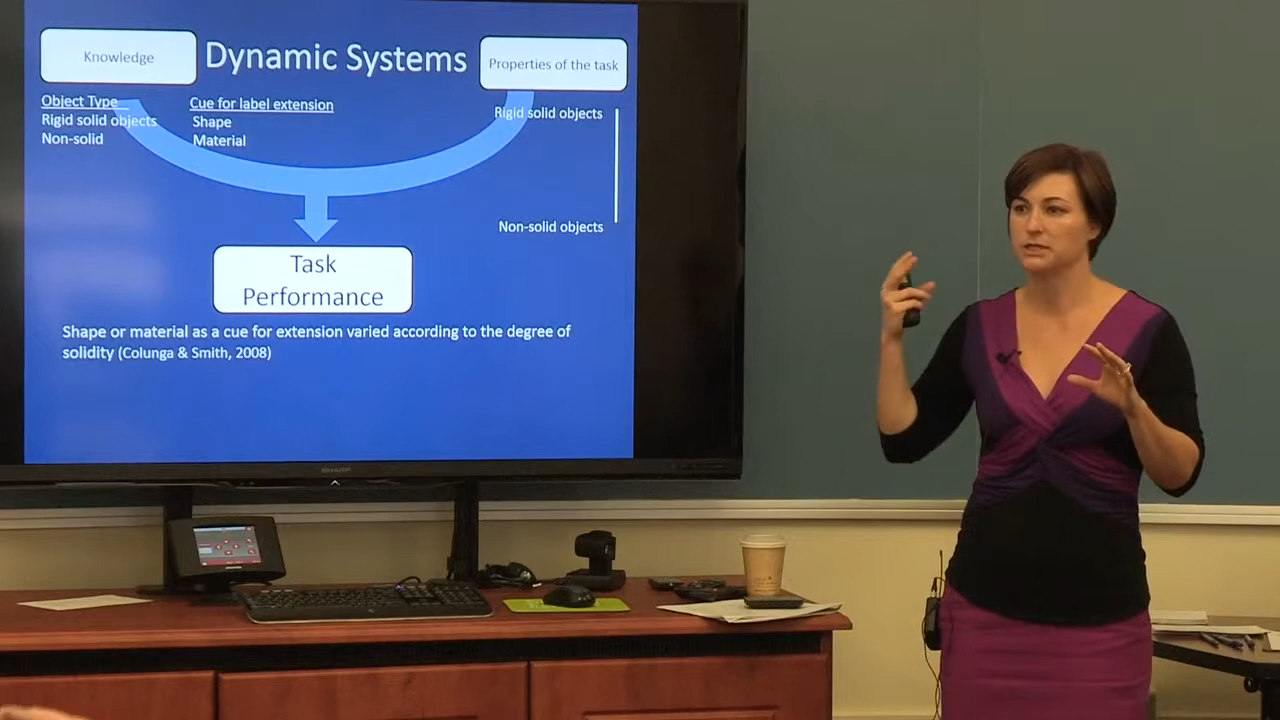 Knowledge
Dynamic Systems
Properties of the task
Object Type
Cue for label extension
Rigid solid objects
Shape
Non-solid
Material
Rigid solid objects
Non-solid objects
Task
Performance
Shape or material as a cue for extension varied according to the degree of
solidity (Colunga & Smith, 2008)
SHARP